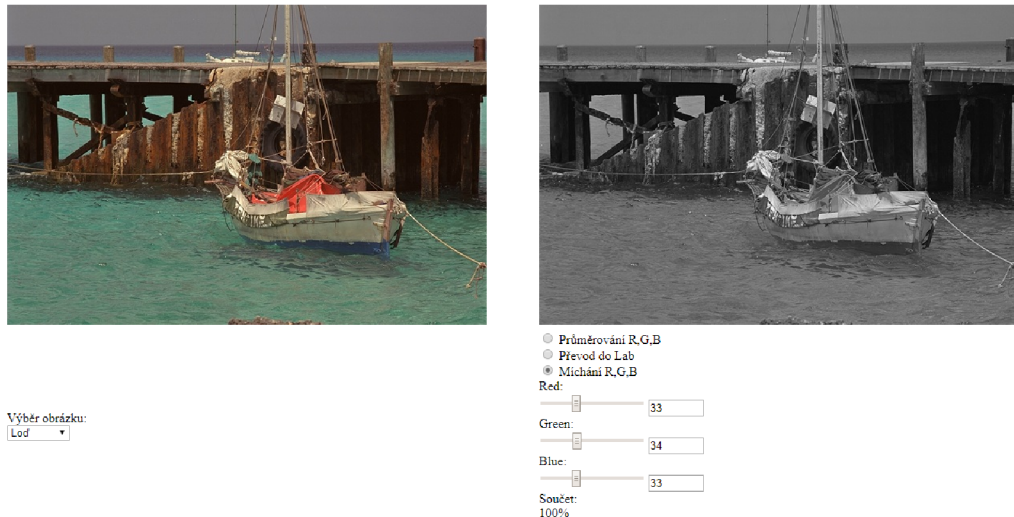 Průměrování R,G,B
Převod do Lab
Míchání R,G,B
Red:
33
Green:
34
Blue:
33
Součet:
100%
Výběr obrázku:
Loď